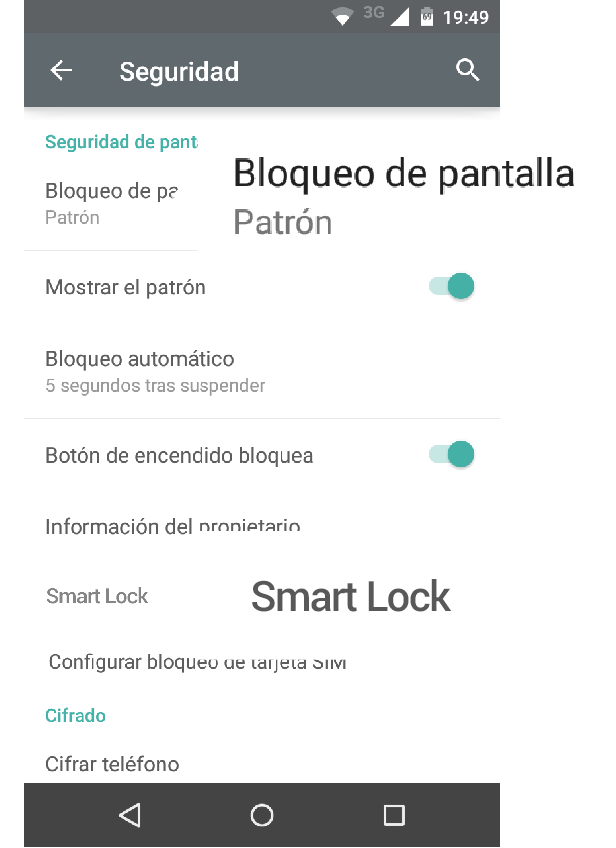 3G 69 19:49
Seguridad
Seguridad de pant
Bloqueo de pa
Patrón
Bloqueo de pantalla
Patrón
Mostrar el patrón
Bloqueo automático
5 segundos tras suspender
Botón de encendido bloquea
Información del propietario
Smart Lock
Smart Lock
Configurar bloqueo de tarjeta SIM
Cifrado
Cifrar teléfono